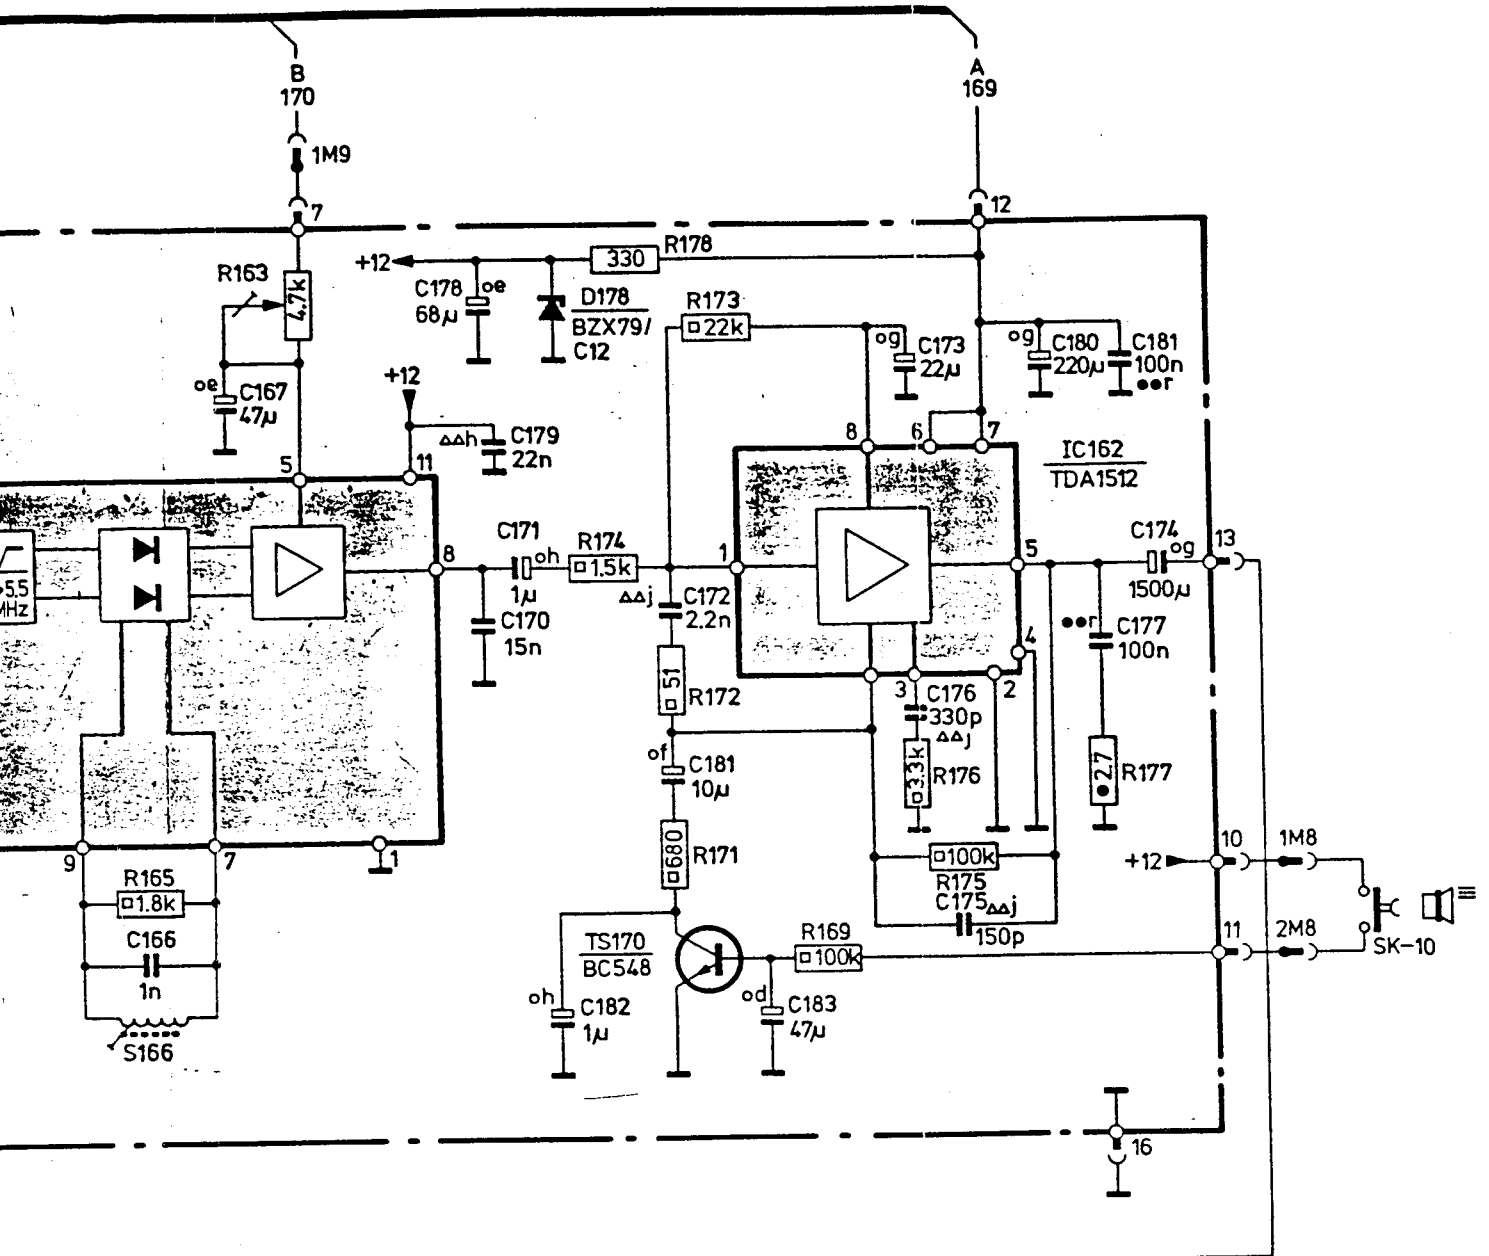 B
170
A
169
1M9
7
12
R163
4.7k
+12
330
R178
C178
oe
68µ
D178
BZX79/
C12
R173
22k
og
C173
22µ
og
C180
220µ
C181
100n
●●r
oe
C167
47µ
+12
ΔΔh
C179
22n
5
11
8
6
7
IC162
TDA1512
5.5
MHz
8
C171
oh
1µ
R174
1.5k
C170
15n
1
ΔΔj
C172
2.2n
5
C174
og
1500µ
13
4
●●r
C177
100n
51
R172
3
C176
330p
ΔΔj
2
of
C181
10µ
3.3k
R176
2.7
R177
680
R171
100k
R175
C175
ΔΔj
150p
9
7
1
R165
1.8k
C166
1n
S166
+12
10
1M8
11
2M8
SK-10
TS170
BC548
R169
100k
oh
C182
1µ
od
C183
47µ
16